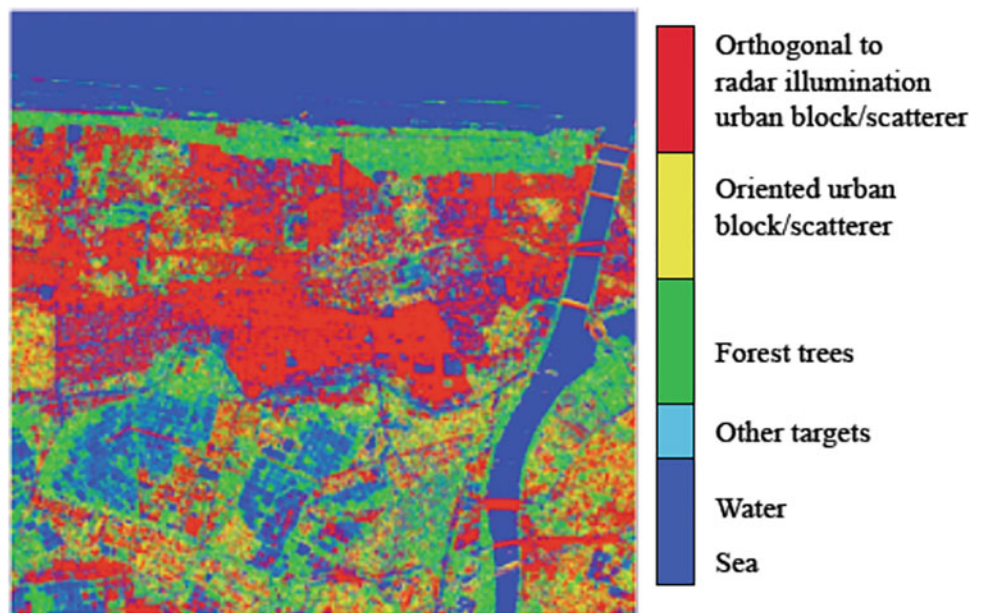 Orthogonal to
radar illumination
urban block/scatterer
Oriented urban
block/scatterer
Forest trees
Other targets
Water
Sea